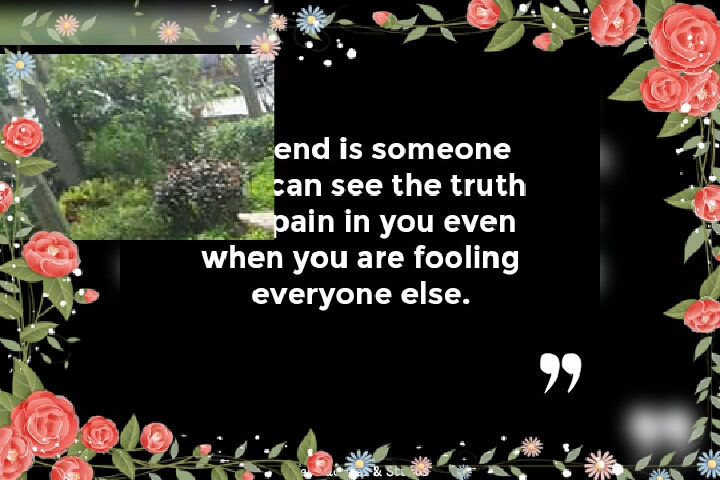 end is someone
can see the truth
pain in you even
when you are fooling
everyone else.
”